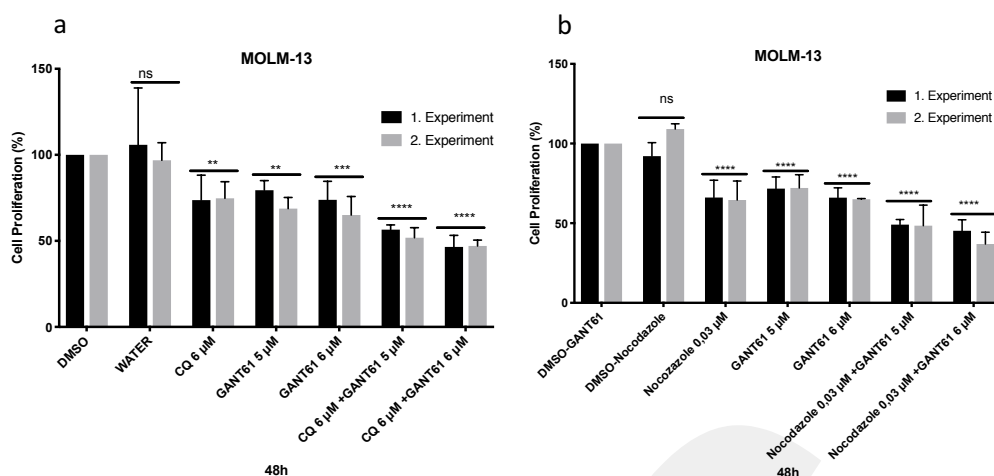 a
MOLM-13
Cell Proliferation (%)
150
100
50
0
ns
**
**
***
****
****
1. Experiment
2. Experiment
DMSO
WATER
CQ 6 µM
GANT61 5 µM
GANT61 6 µM
CQ 6 µM +GANT61 5 µM
CQ 6 µM +GANT61 6 µM
48h
b
MOLM-13
Cell Proliferation (%)
150
100
50
0
ns
****
****
****
****
****
1. Experiment
2. Experiment
DMSO-GANT61
DMSO-Nocodazole
Nocozazole 0,03 µM
GANT61 5 µM
GANT61 6 µM
Nocodazole 0,03 µM +GANT61 5 µM
Nocodazole 0,03 µM +GANT61 6 µM
48h